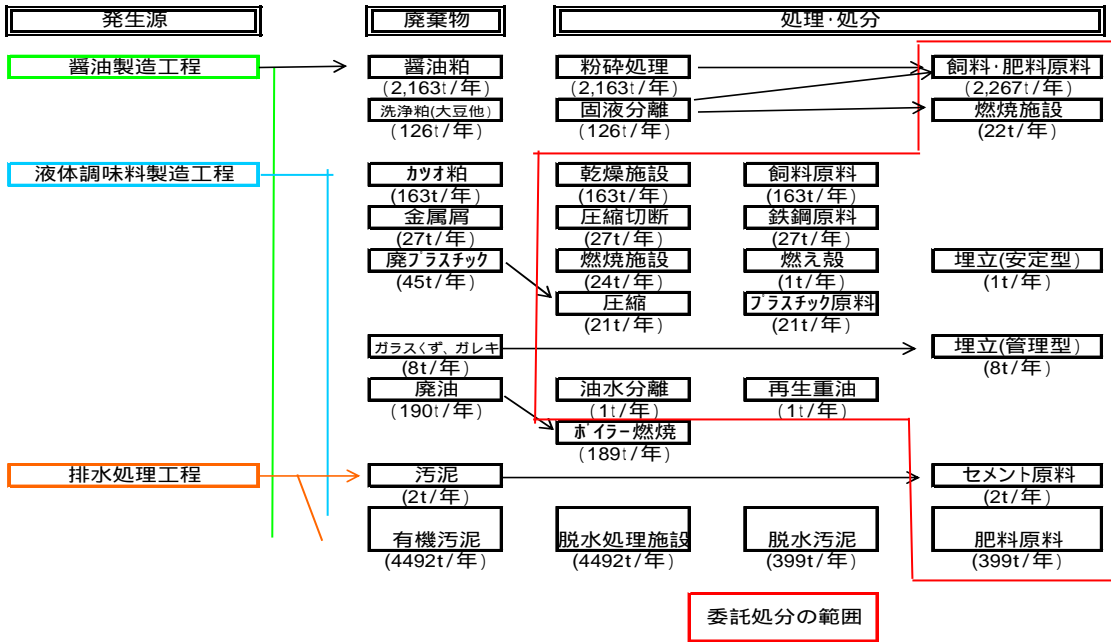 発生源 廃棄物 処理・処分
醤油製造工程 醤油粕 粉砕処理 飼料・肥料原料
(2,163t/年) (2,163t/年) (2,267t/年)
洗浄粕(大豆他) 固液分離 燃焼施設
(126t/年) (126t/年) (22t/年)
液体調味料製造工程 カツオ粕 乾燥施設 飼料原料
(163t/年) (163t/年) (163t/年)
金属屑 圧縮切断 鉄鋼原料
(27t/年) (27t/年) (27t/年)
廃プラスチック 燃焼施設 燃え殻 埋立(安定型)
(45t/年) (24t/年) (1t/年) (1t/年)
圧縮 プラスチック原料
(21t/年) (21t/年)
ガラスくず、ガレキ 埋立(管理型)
(8t/年) (8t/年)
廃油 油水分離 再生重油
(190t/年) (1t/年) (1t/年)
ボイラー燃焼
(189t/年)
排水処理工程 汚泥 セメント原料
(2t/年) (2t/年)
有機汚泥 脱水処理施設 脱水汚泥 肥料原料
(4492t/年) (4492t/年) (399t/年) (399t/年)
委託処分の範囲